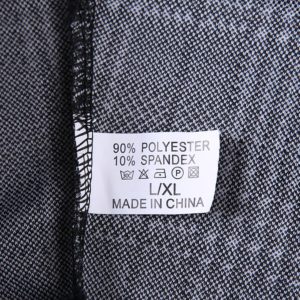 90% POLYESTER
10% SPANDEX
L/XL
MADE IN CHINA